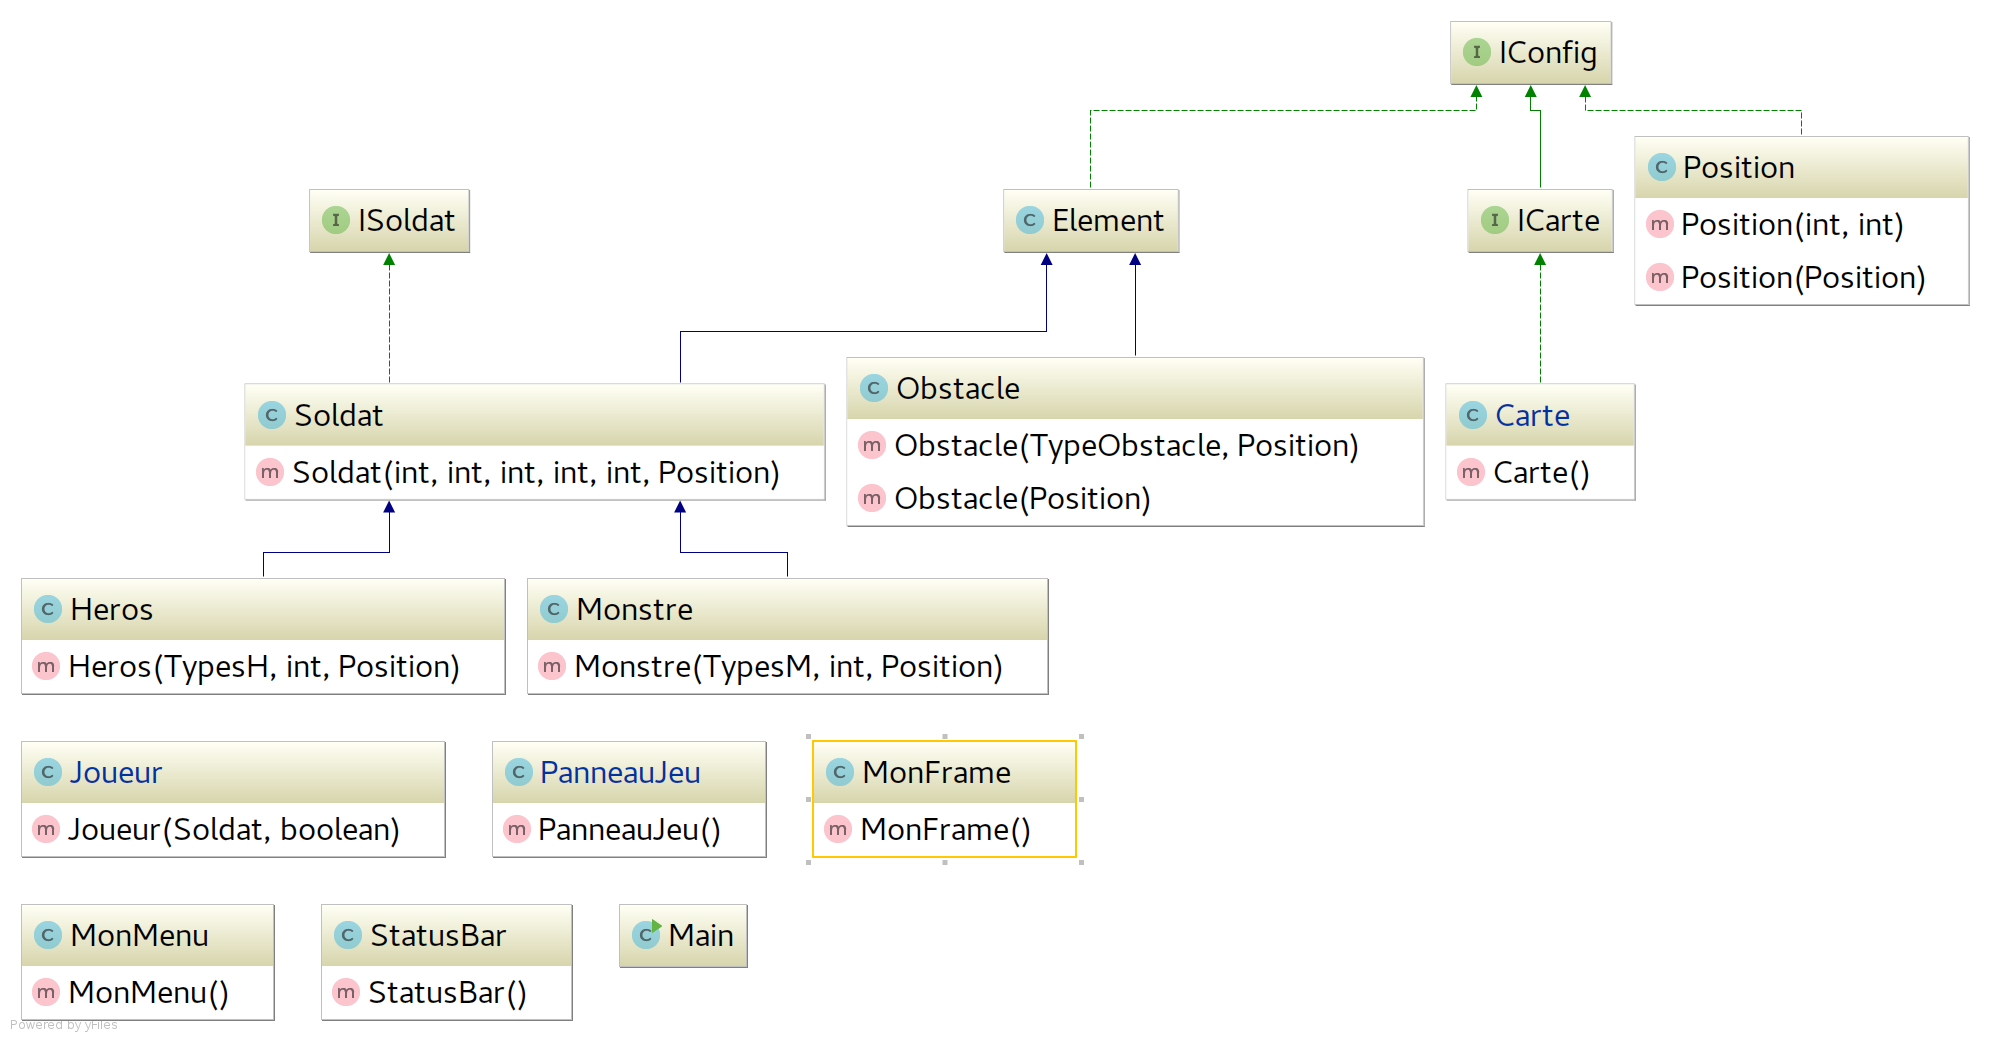 IConfig
Position
Position(int, int)
Position(Position)
ISoldat
Element
ICarte
Soldat
Soldat(int, int, int, int, int, Position)
Obstacle
Obstacle(TypeObstacle, Position)
Obstacle(Position)
Carte
Carte()
Heros
Heros(TypesH, int, Position)
Monstre
Monstre(TypesM, int, Position)
Joueur
Joueur(Soldat, boolean)
PanneauJeu
PanneauJeu()
MonFrame
MonFrame()
MonMenu
MonMenu()
StatusBar
StatusBar()
Main
Powered by yFiles